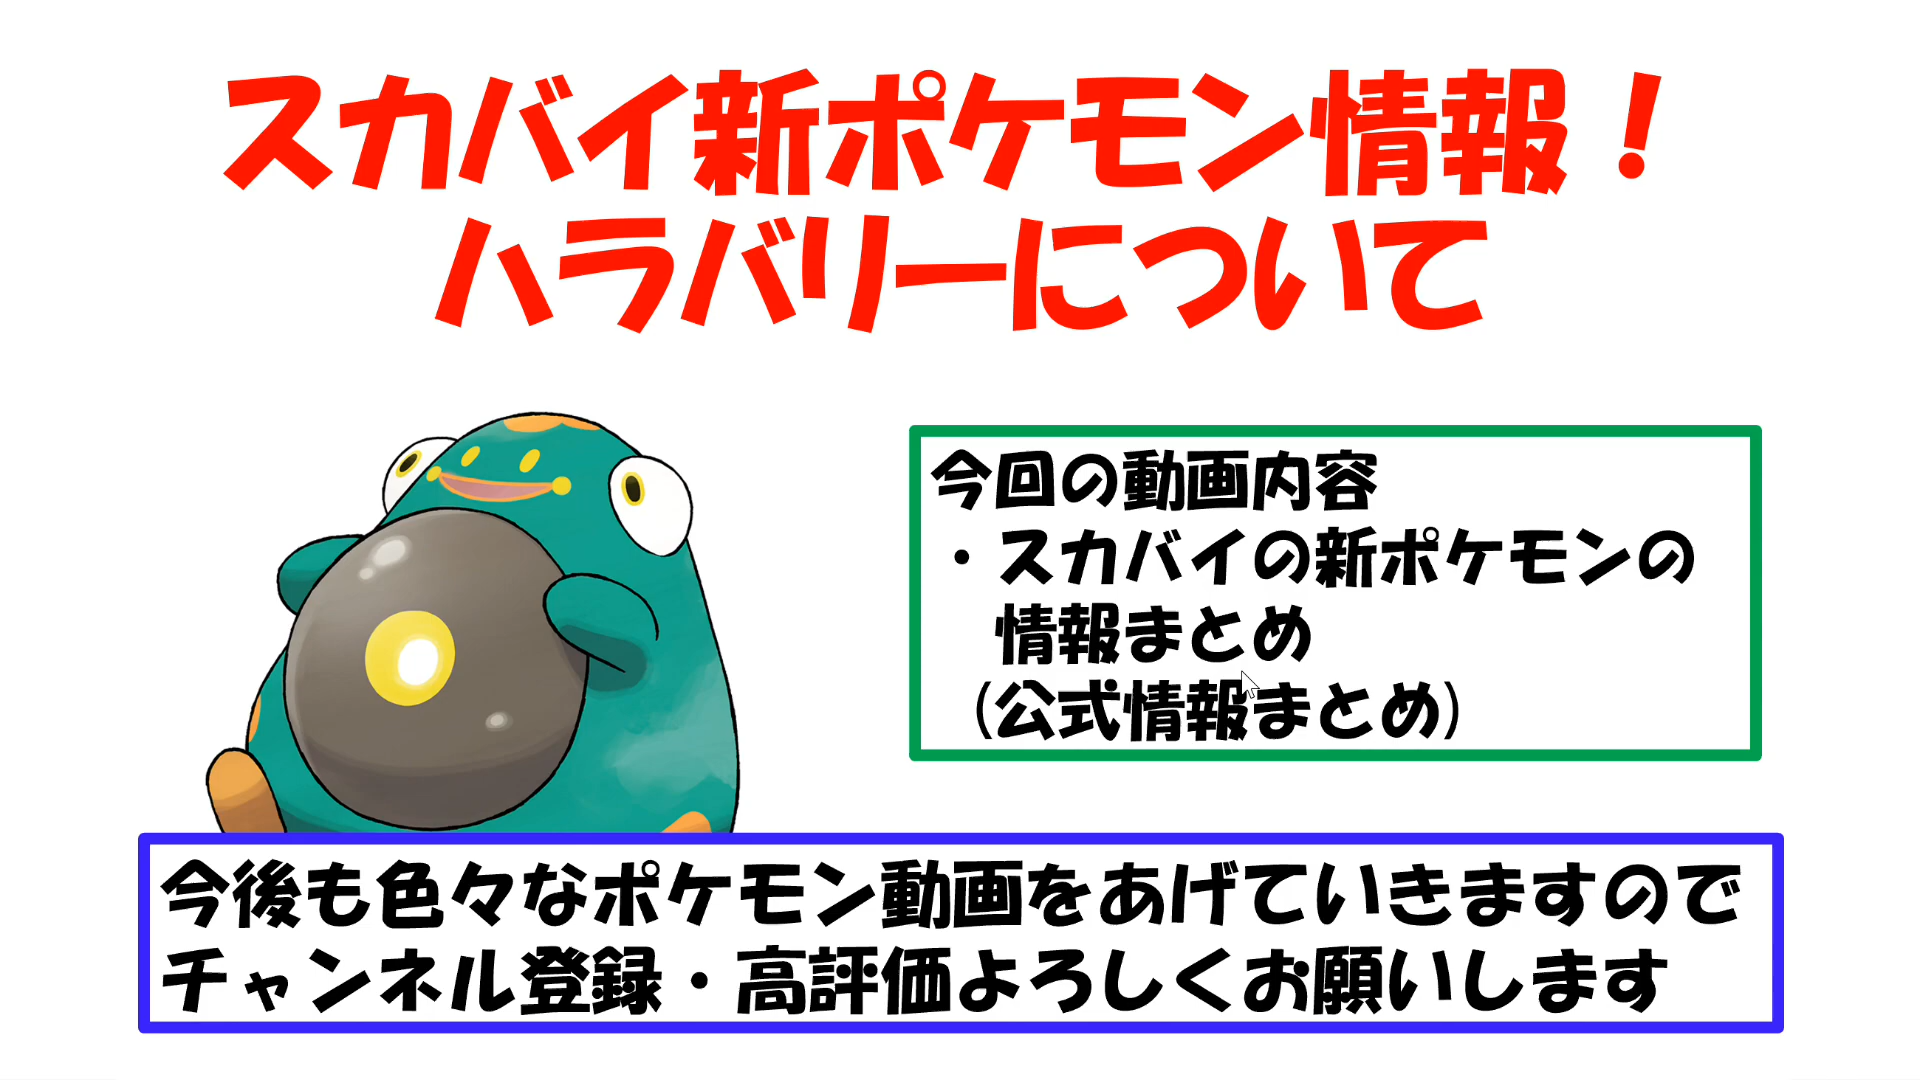 スカバイ新ポケモン情報！
ハラバリーについて
今回の動画内容
・スカバイの新ポケモンの
情報まとめ
(公式情報まとめ)
今後も色々なポケモン動画をあげていきますので
チャンネル登録・高評価よろしくお願いします